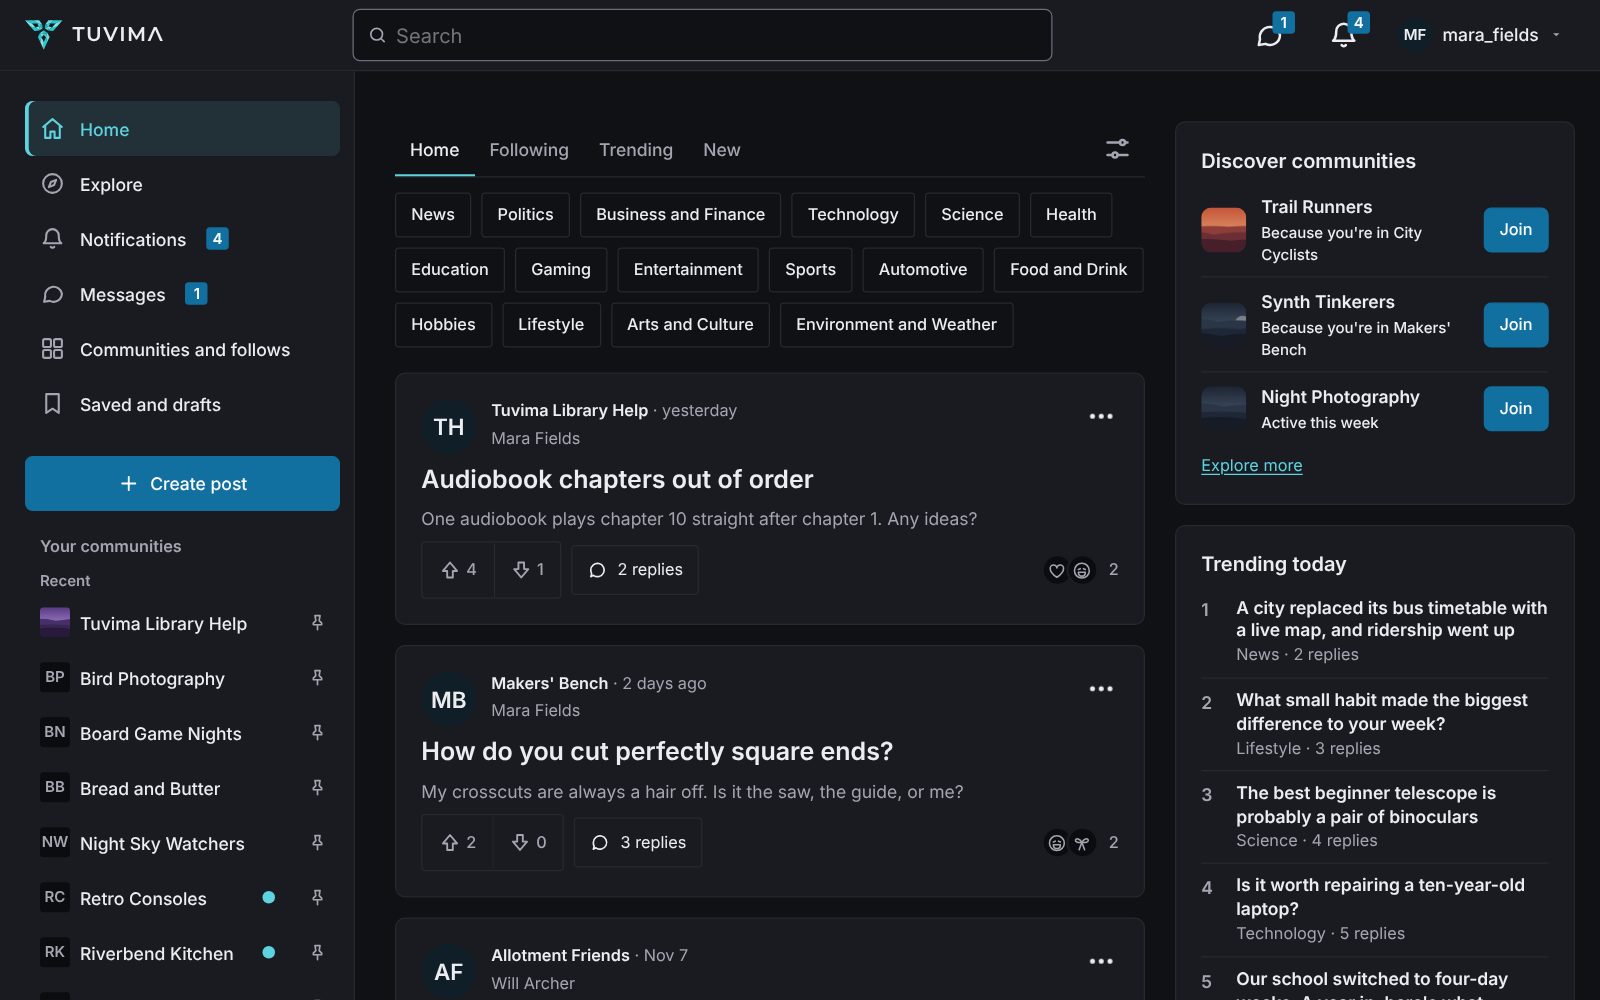 TUVIMA
Search
1
4
MF
mara_fields
Home
Explore
Notifications 4
Messages 1
Communities and follows
Saved and drafts
Create post
Your communities
Recent
Tuvima Library Help
BP Bird Photography
BN Board Game Nights
BB Bread and Butter
NW Night Sky Watchers
RC Retro Consoles
RK Riverbend Kitchen
Home Following Trending New
News Politics Business and Finance Technology Science Health
Education Gaming Entertainment Sports Automotive Food and Drink
Hobbies Lifestyle Arts and Culture Environment and Weather
TH
Tuvima Library Help · yesterday
Mara Fields
Audiobook chapters out of order
One audiobook plays chapter 10 straight after chapter 1. Any ideas?
4 1 2 replies 2
MB
Makers' Bench · 2 days ago
Mara Fields
How do you cut perfectly square ends?
My crosscuts are always a hair off. Is it the saw, the guide, or me?
2 0 3 replies 2
AF
Allotment Friends · Nov 7
Will Archer
Discover communities
Trail Runners
Because you're in City
Cyclists
Join
Synth Tinkerers
Because you're in Makers'
Bench
Join
Night Photography
Active this week
Join
Explore more
Trending today
1 A city replaced its bus timetable with
a live map, and ridership went up
News · 2 replies
2 What small habit made the biggest
difference to your week?
Lifestyle · 3 replies
3 The best beginner telescope is
probably a pair of binoculars
Science · 4 replies
4 Is it worth repairing a ten-year-old
laptop?
Technology · 5 replies
5 Our school switched to four-day